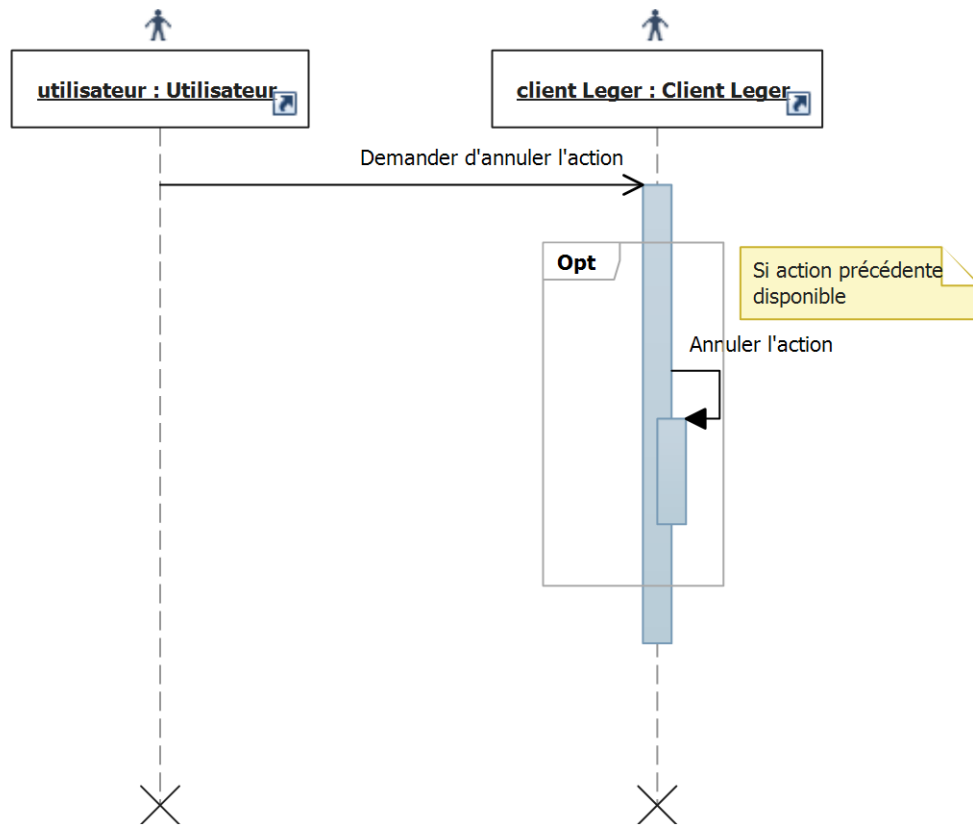 utilisateur : Utilisateur
client Leger : Client Leger
Demander d'annuler l'action
Opt
Si action précédente
disponible
Annuler l'action